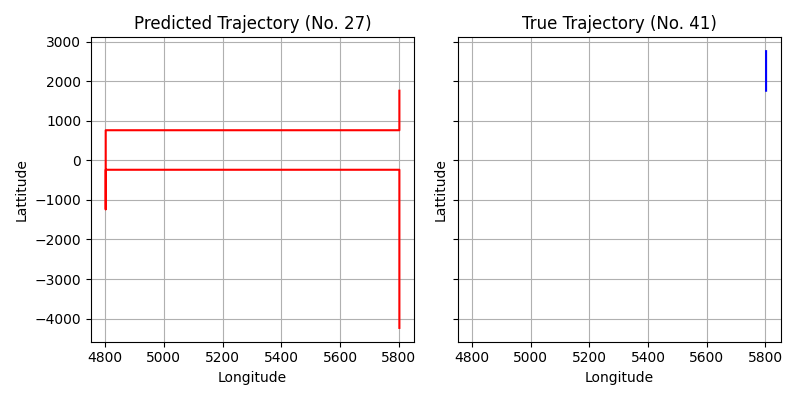 Predicted Trajectory (No. 27)
True Trajectory (No. 41)
3000
2000
1000
0
−1000
−2000
−3000
−4000
Lattitude
Lattitude
4800 5000 5200 5400 5600 5800
4800 5000 5200 5400 5600 5800
Longitude
Longitude